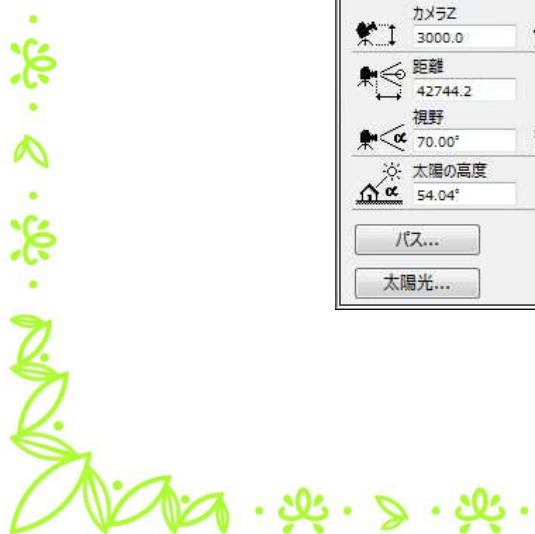 カメラZ
3000.0
距離
42744.2
視野
α 70.00°
太陽の高度
α 54.04°
パス...
太陽光...